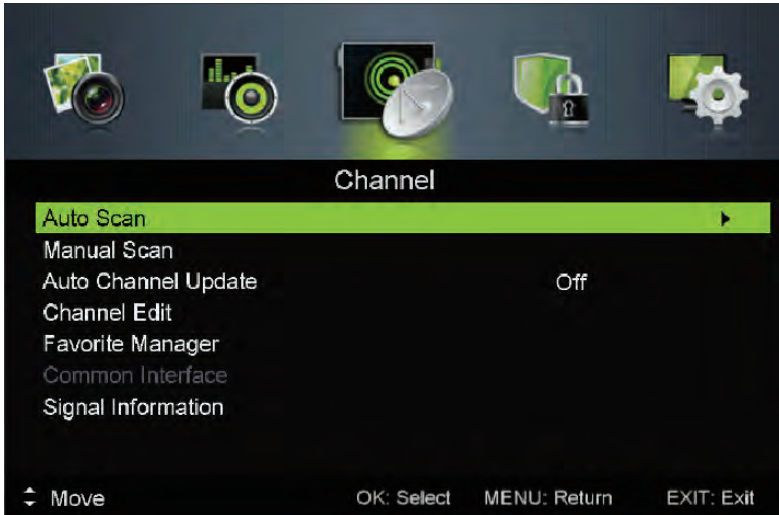 Channel
Auto Scan
Manual Scan
Auto Channel Update Off
Channel Edit
Favorite Manager
Common Interface
Signal Information
Move OK: Select MENU: Return EXIT: Exit